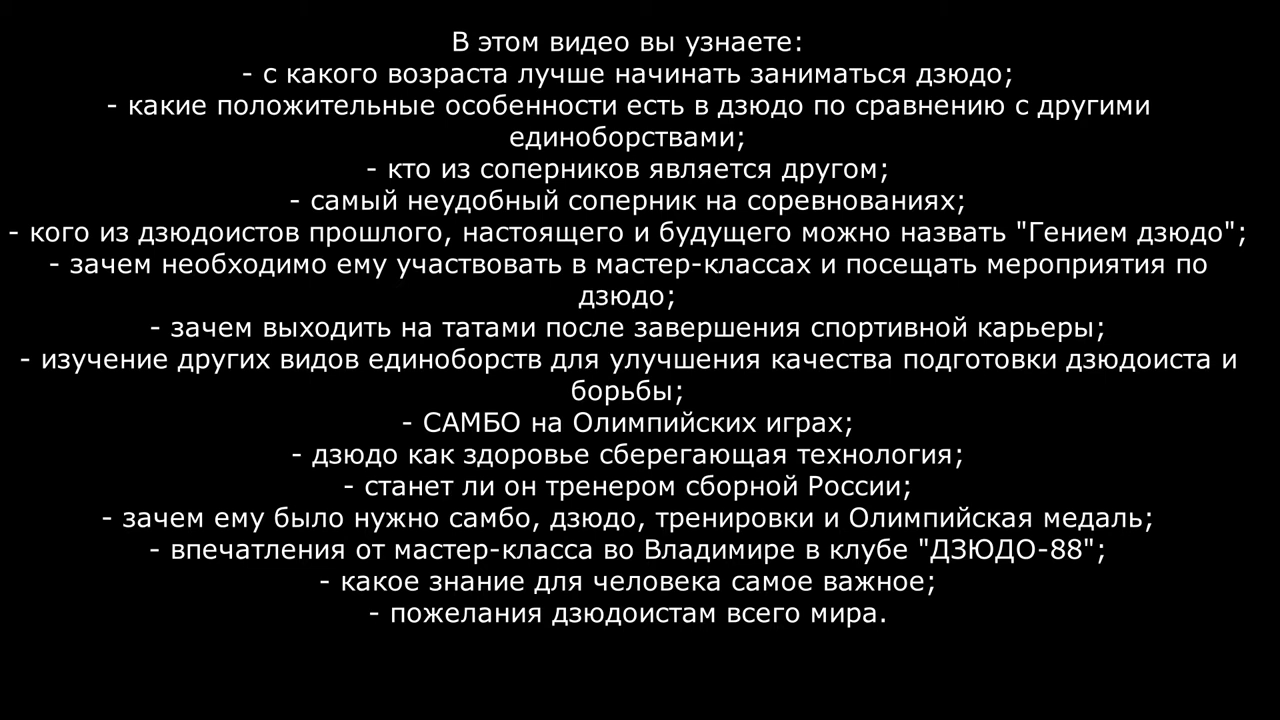 В этом видео вы узнаете:
- с какого возраста лучше начинать заниматься дзюдо;
- какие положительные особенности есть в дзюдо по сравнению с другими
единоборствами;
- кто из соперников является другом;
- самый неудобный соперник на соревнованиях;
- кого из дзюдоистов прошлого, настоящего и будущего можно назвать "Гением дзюдо";
- зачем необходимо ему участвовать в мастер-классах и посещать мероприятия по
дзюдо;
- зачем выходить на татами после завершения спортивной карьеры;
- изучение других видов единоборств для улучшения качества подготовки дзюдоиста и
борьбы;
- САМБО на Олимпийских играх;
- дзюдо как здоровье сберегающая технология;
- станет ли он тренером сборной России;
- зачем ему было нужно самбо, дзюдо, тренировки и Олимпийская медаль;
- впечатления от мастер-класса во Владимире в клубе "ДЗЮДО-88";
- какое знание для человека самое важное;
- пожелания дзюдоистам всего мира.